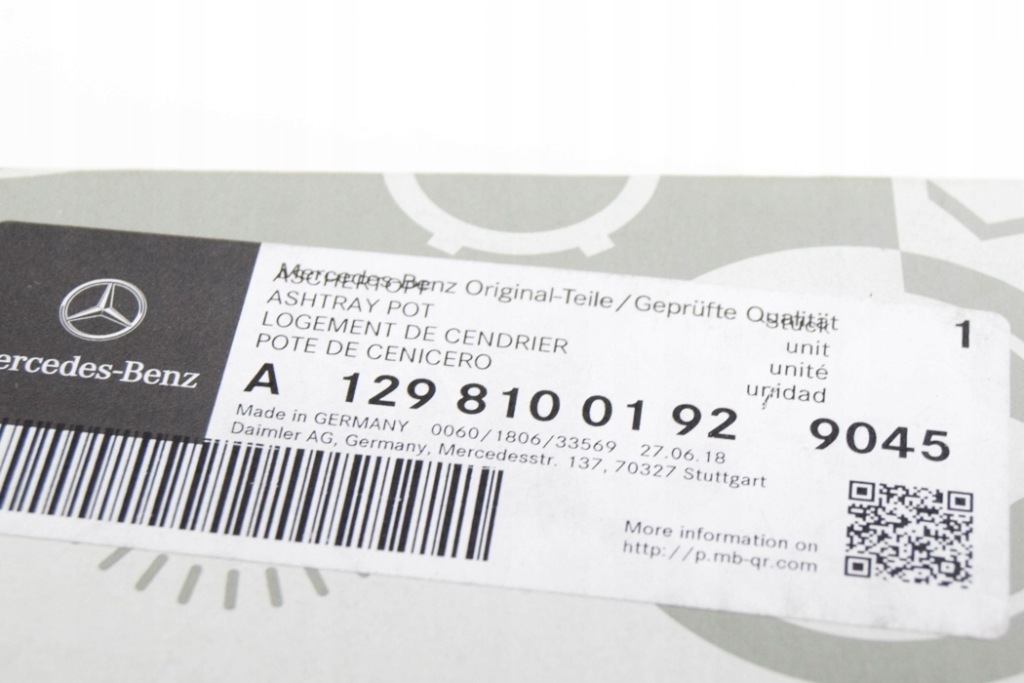 Mercedes-Benz Original-Teile/Geprüfte Qualität
ASCHERTOPF
ASHTRAY POT
LOGEMENT DE CENDRIER
POTE DE CENICERO
Stück
unit
unité
unidad
1
A 129 810 01 92 9045
Made in GERMANY 0060/1806/33569 27.06.18
Daimler AG, Germany, Mercedesstr. 137, 70327 Stuttgart
More information on
http://p.mb-qr.com
ercedes-Benz